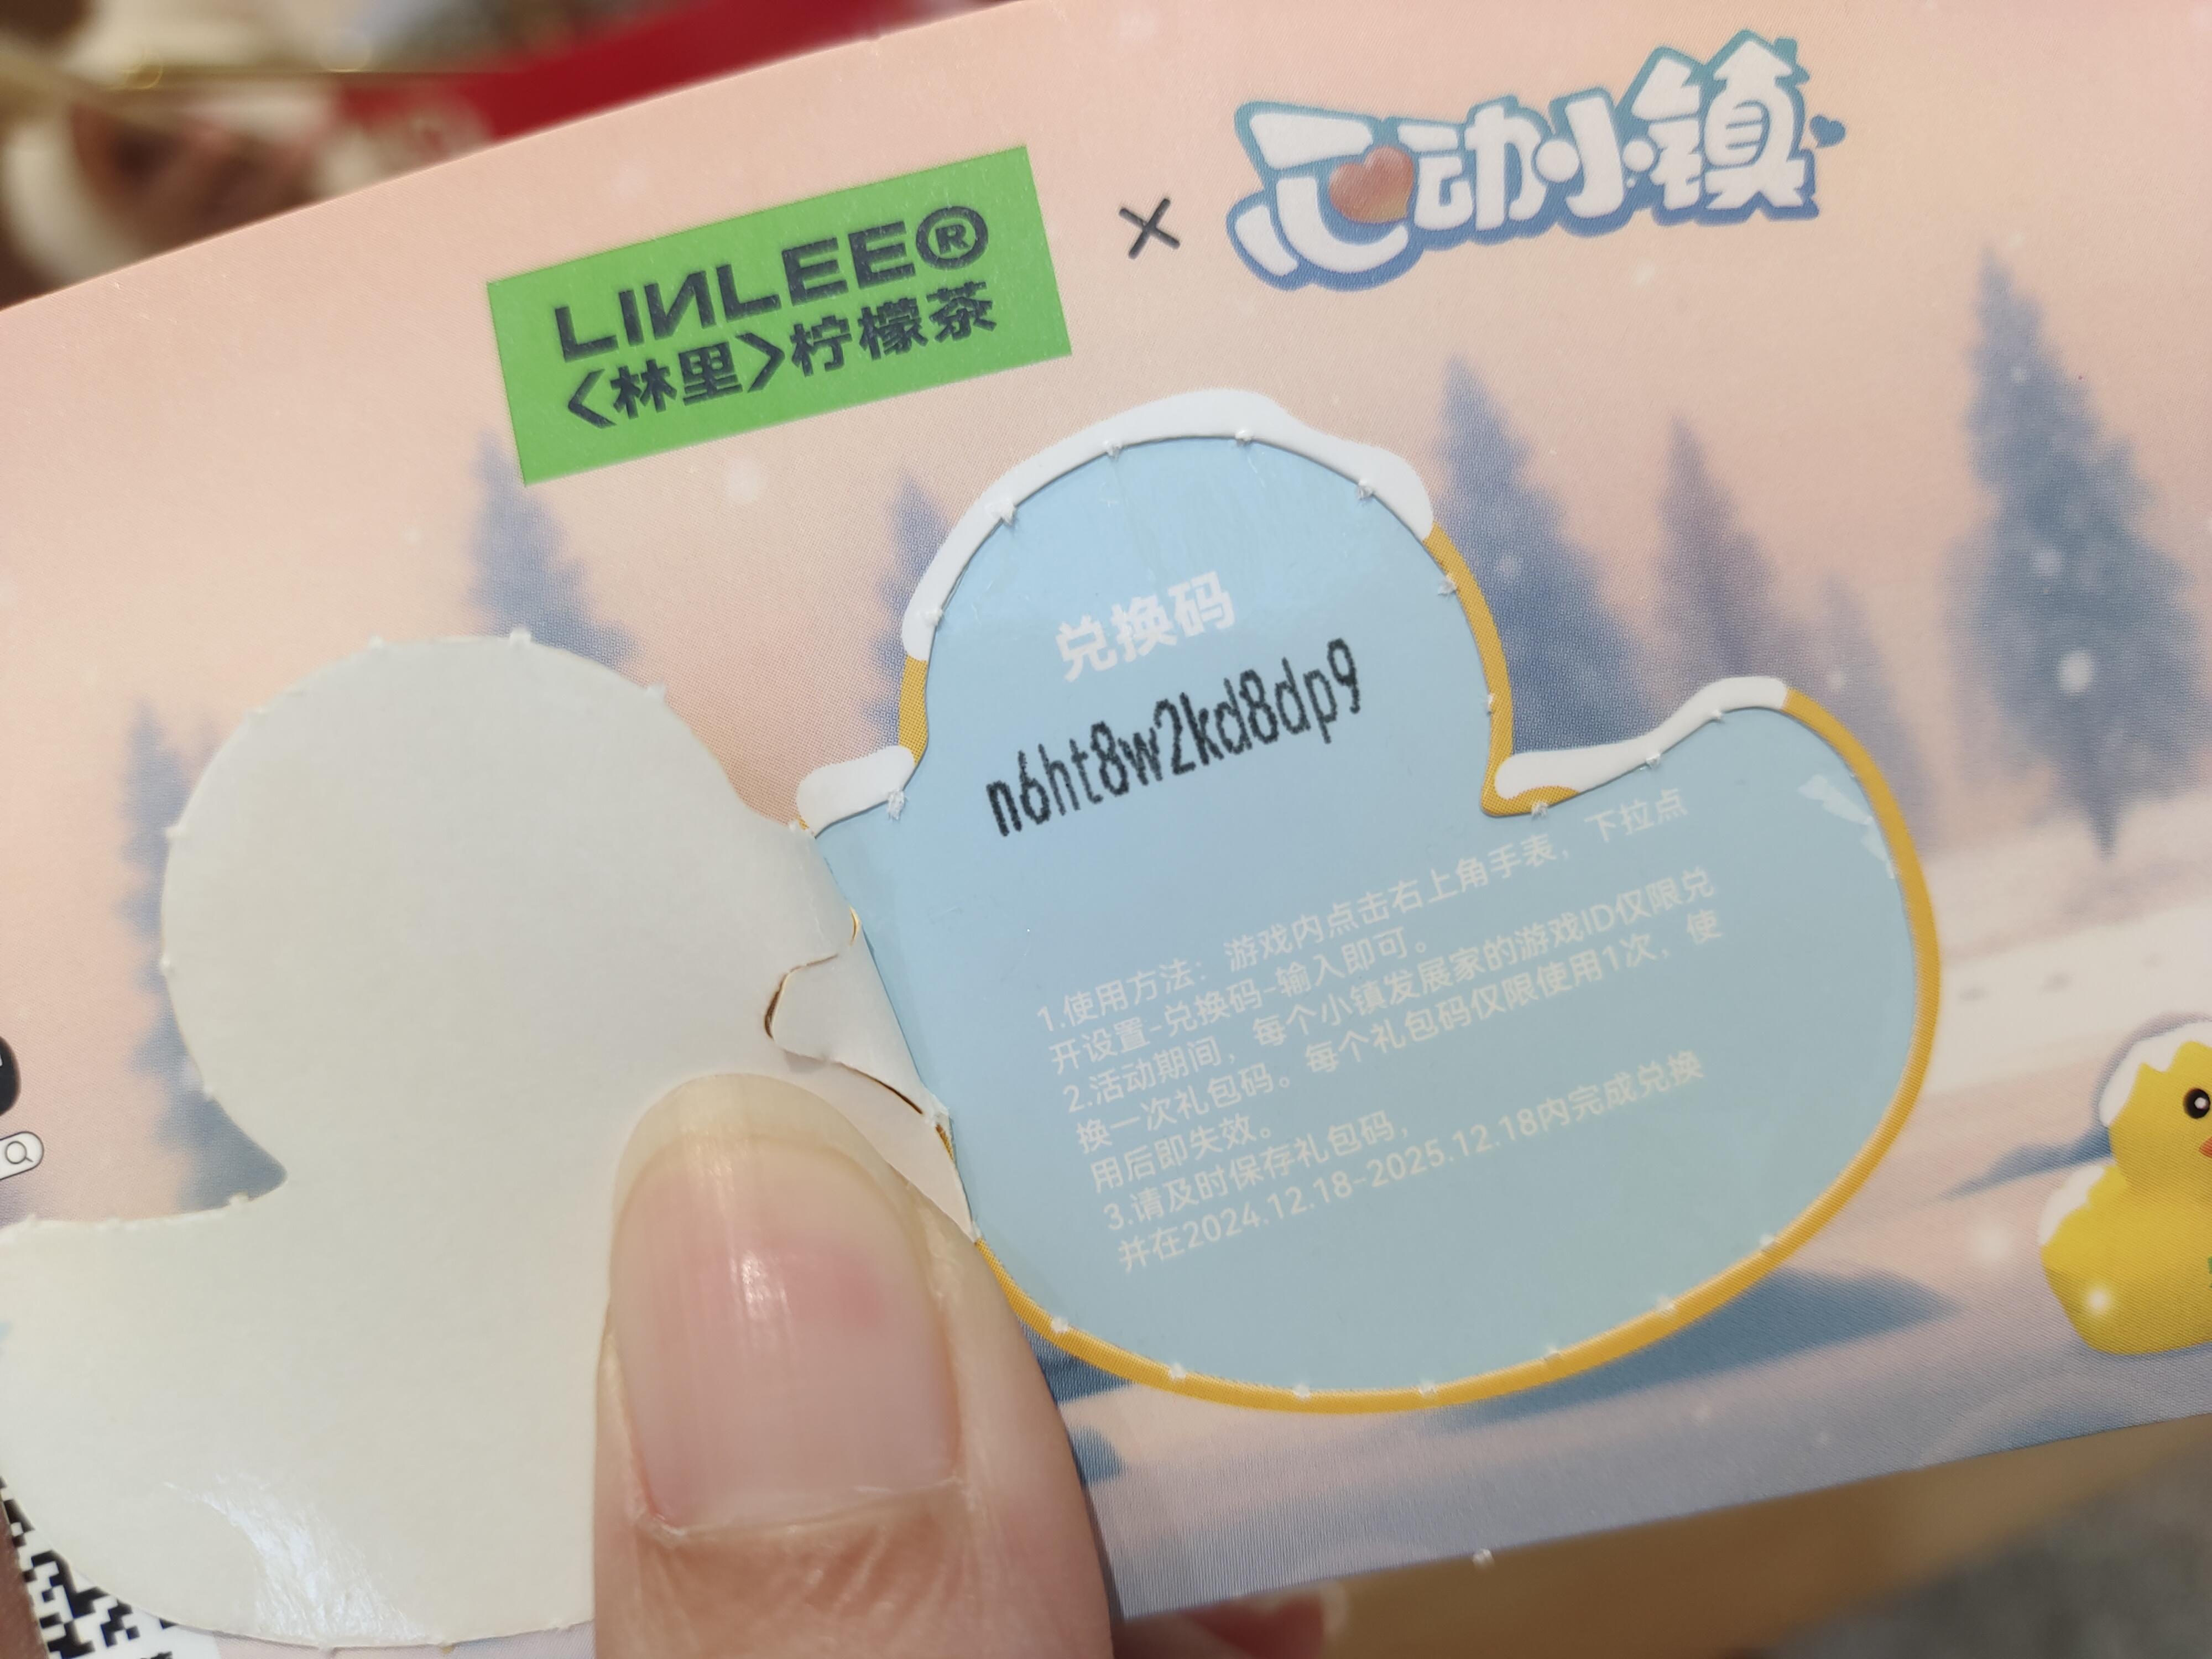 LINLEE®
<林里>柠檬茶
×
心动小镇
兑换码
n6ht8w2kd8dp9
1.使用方法：游戏内点击右上角手表，下拉点
开设置-兑换码-输入即可。
2.活动期间，每个小镇发展家的游戏ID仅限兑
换一次礼包码。每个礼包码仅限使用1次，使
用后即失效。
3.请及时保存礼包码，
并在2024.12.18-2025.12.18内完成兑换